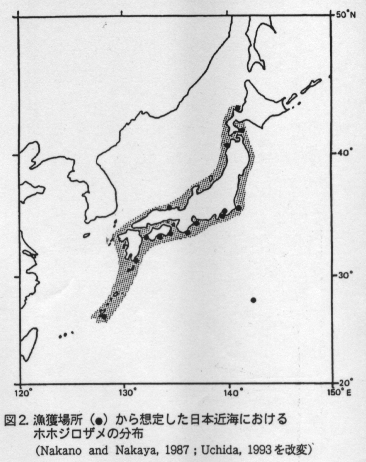 50°N
40°
30°
20°
120°
130°
140°
150°E
図2. 漁獲場所(●)から想定した日本近海における
ホホジロザメの分布
(Nakano and Nakaya, 1987 ; Uchida, 1993を改変)